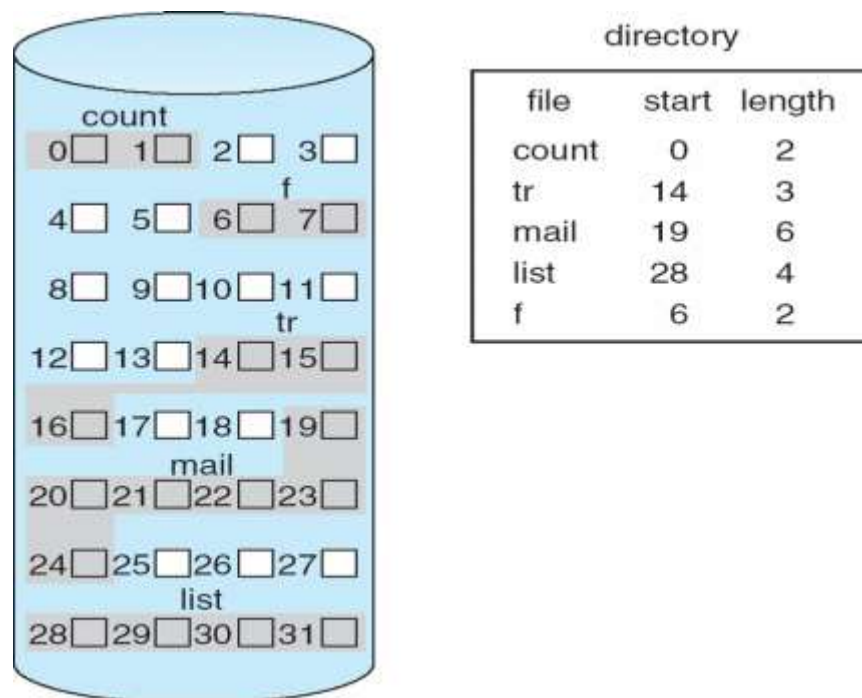 count
0 1 2 3
f
4 5 6 7
8 9 10 11
tr
12 13 14 15
16 17 18 19
mail
20 21 22 23
24 25 26 27
list
28 29 30 31
directory
file start length
count 0 2
tr 14 3
mail 19 6
list 28 4
f 6 2